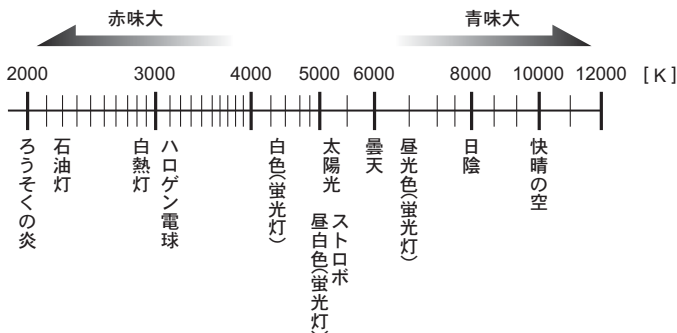 赤味大
青味大
2000 3000 4000 5000 6000 8000 10000 12000 [K]
ろうそくの炎
石油灯
白熱灯
ハロゲン電球
白色(蛍光灯)
太陽光
曇天
昼光色(蛍光灯)
日陰
快晴の空
昼白色(蛍光灯)
ストロボ